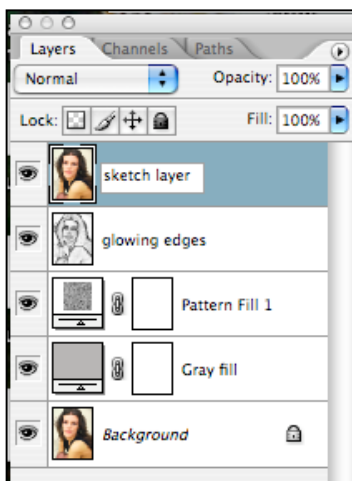 Layers Channels Paths
Normal Opacity: 100%
Lock: Fill: 100%
sketch layer
glowing edges
Pattern Fill 1
Gray fill
Background